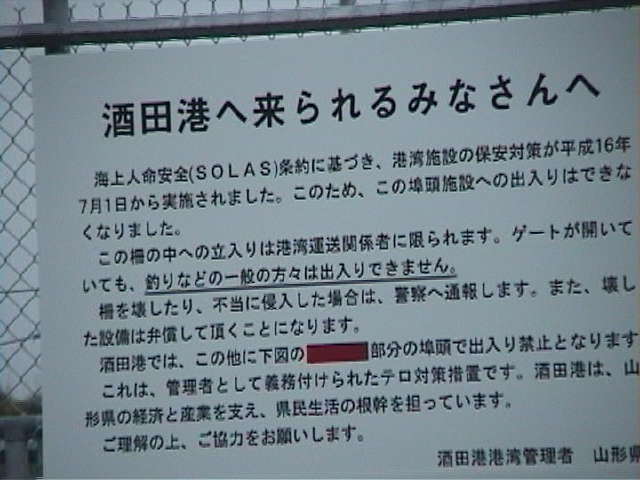 酒田港へ来られるみなさんへ
海上人命安全(SOLAS)条約に基づき、港湾施設の保安対策が平成16年
7月1日から実施されました。このため、この埠頭施設への出入りはできな
くなりました。
この柵の中への立入りは港湾運送関係者に限られます。ゲートが開いて
いても、釣りなどの一般の方々は出入りできません。
柵を壊したり、不当に侵入した場合は、警察へ通報します。また、壊し
た設備は弁償して頂くことになります。
酒田港では、この他に下図の部分の埠頭で出入り禁止となります
これは、管理者として義務付けられたテロ対策措置です。酒田港は、山
形県の経済と産業を支え、県民生活の根幹を担っています。
ご理解の上、ご協力をお願いします。
酒田港港湾管理者 山形県